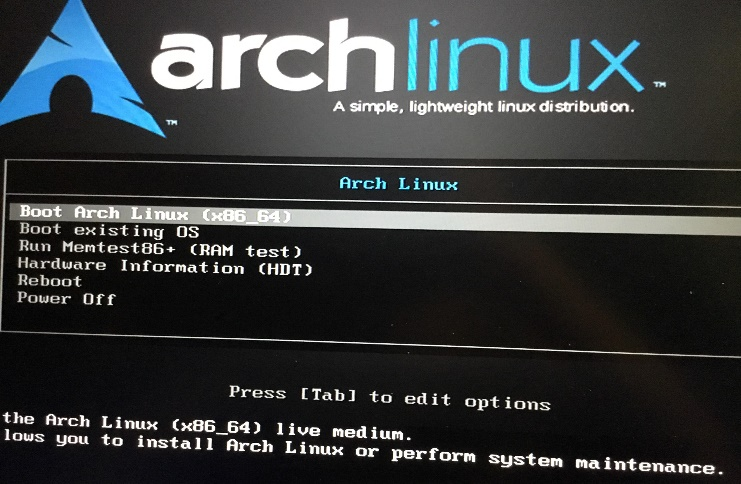 archlinux™
™
A simple, lightweight linux distribution.
Arch Linux
Boot Arch Linux (x86_64)
Boot existing OS
Run Memtest86+ (RAM test)
Hardware Information (HDT)
Reboot
Power Off
Press [Tab] to edit options
the Arch Linux (x86_64) live medium.
lows you to install Arch Linux or perform system maintenance.